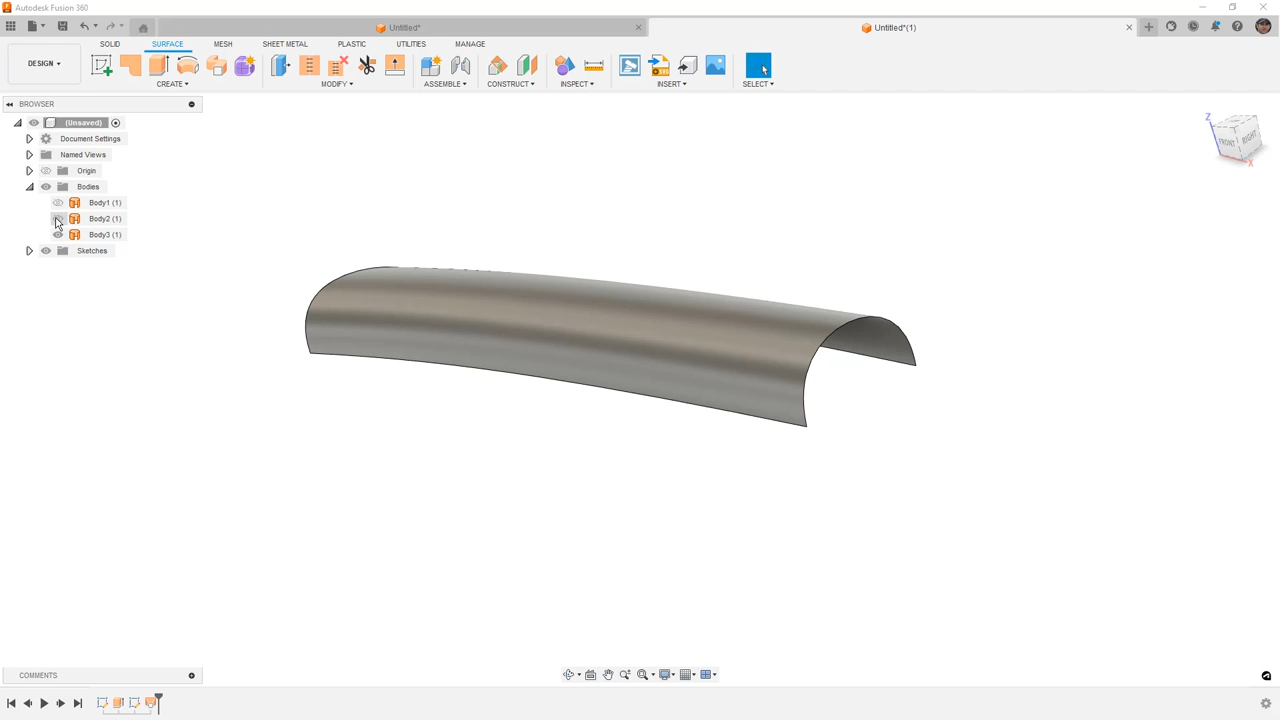 Autodesk Fusion 360
Untitled*
Untitled*(1)
DESIGN
SOLID SURFACE MESH SHEET METAL PLASTIC UTILITIES MANAGE
CREATE MODIFY ASSEMBLE CONSTRUCT INSPECT INSERT SELECT
BROWSER
(Unsaved)
Document Settings
Named Views
Origin
Bodies
Body1 (1)
Body2 (1)
Body3 (1)
Sketches
Z
FRONT RIGHT
X
COMMENTS